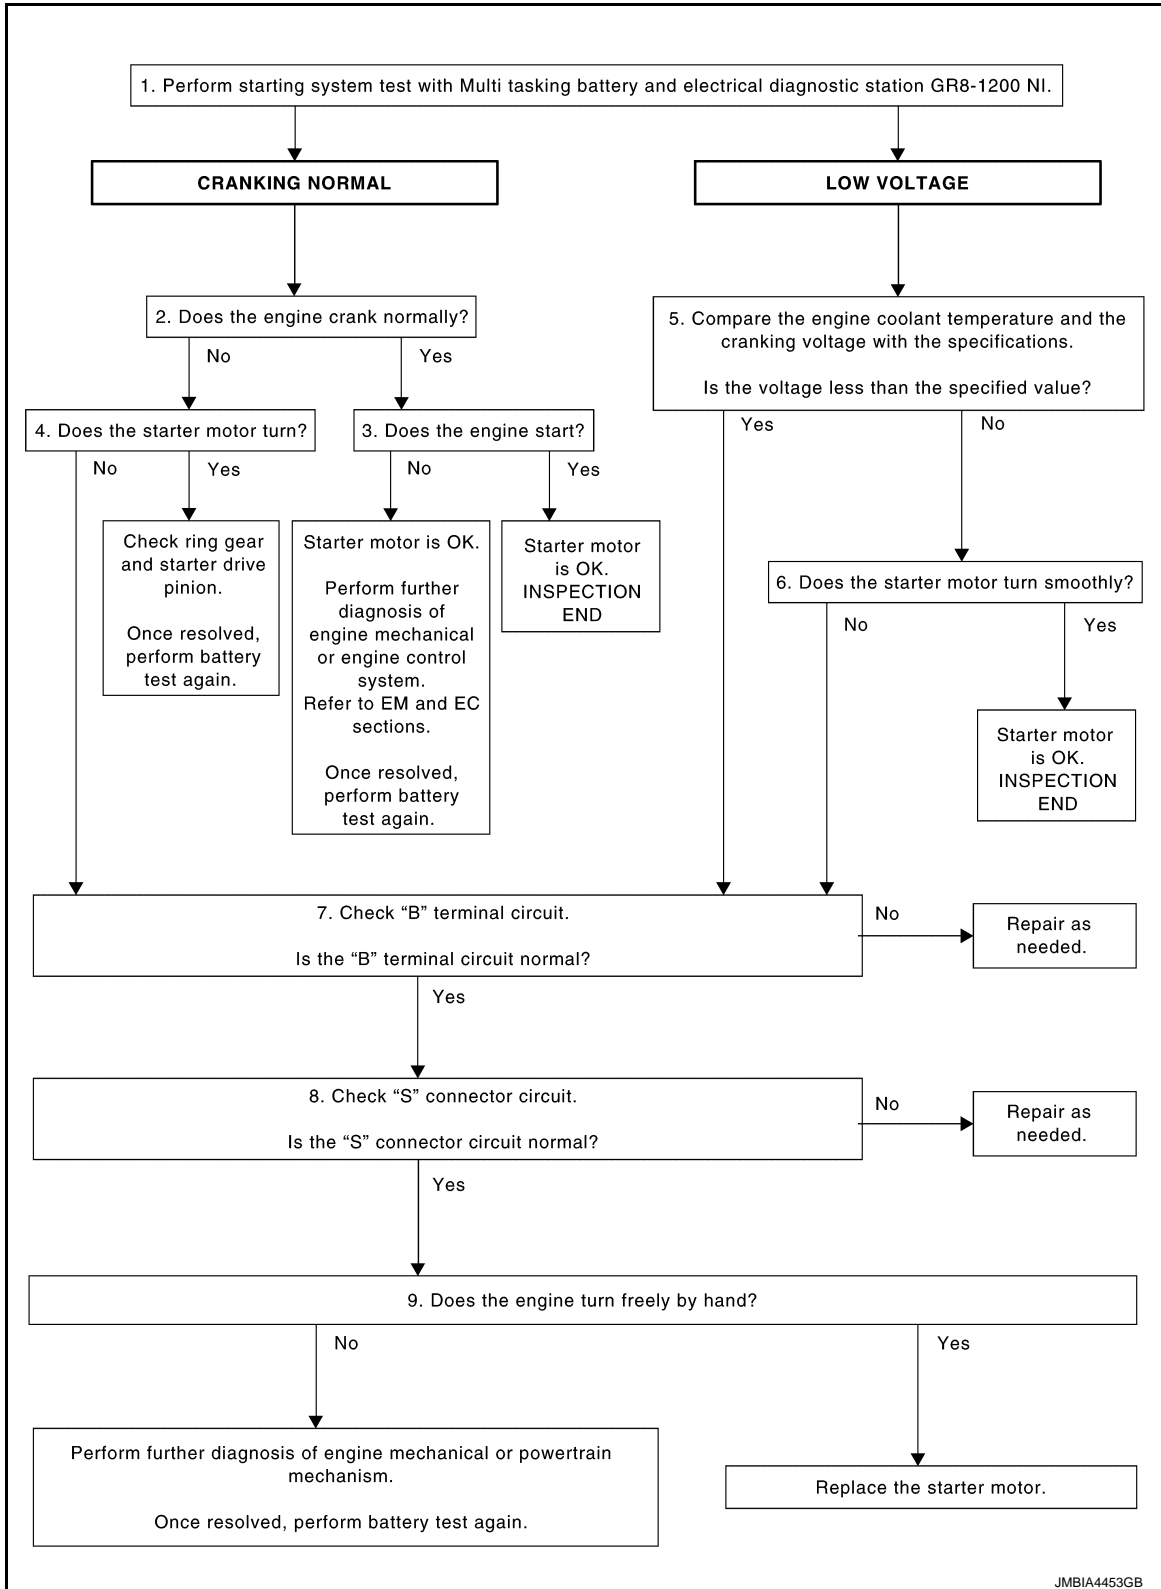 1. Perform starting system test with Multi tasking battery and electrical diagnostic station GR8-1200 NI.
CRANKING NORMAL
LOW VOLTAGE
2. Does the engine crank normally?
No
Yes
4. Does the starter motor turn?
3. Does the engine start?
No
Yes
No
Yes
Check ring gear
and starter drive
pinion.
Once resolved,
perform battery
test again.
Starter motor is OK.
Perform further
diagnosis of
engine mechanical
or engine control
system.
Refer to EM and EC
sections.
Once resolved,
perform battery
test again.
Starter motor
is OK.
INSPECTION
END
5. Compare the engine coolant temperature and the
cranking voltage with the specifications.
Is the voltage less than the specified value?
Yes
No
6. Does the starter motor turn smoothly?
No
Yes
Starter motor
is OK.
INSPECTION
END
7. Check “B” terminal circuit.
Is the “B” terminal circuit normal?
No
Repair as
needed.
Yes
8. Check “S” connector circuit.
Is the “S” connector circuit normal?
No
Repair as
needed.
Yes
9. Does the engine turn freely by hand?
No
Yes
Perform further diagnosis of engine mechanical or powertrain
mechanism.
Once resolved, perform battery test again.
Replace the starter motor.
JMBIA4453GB